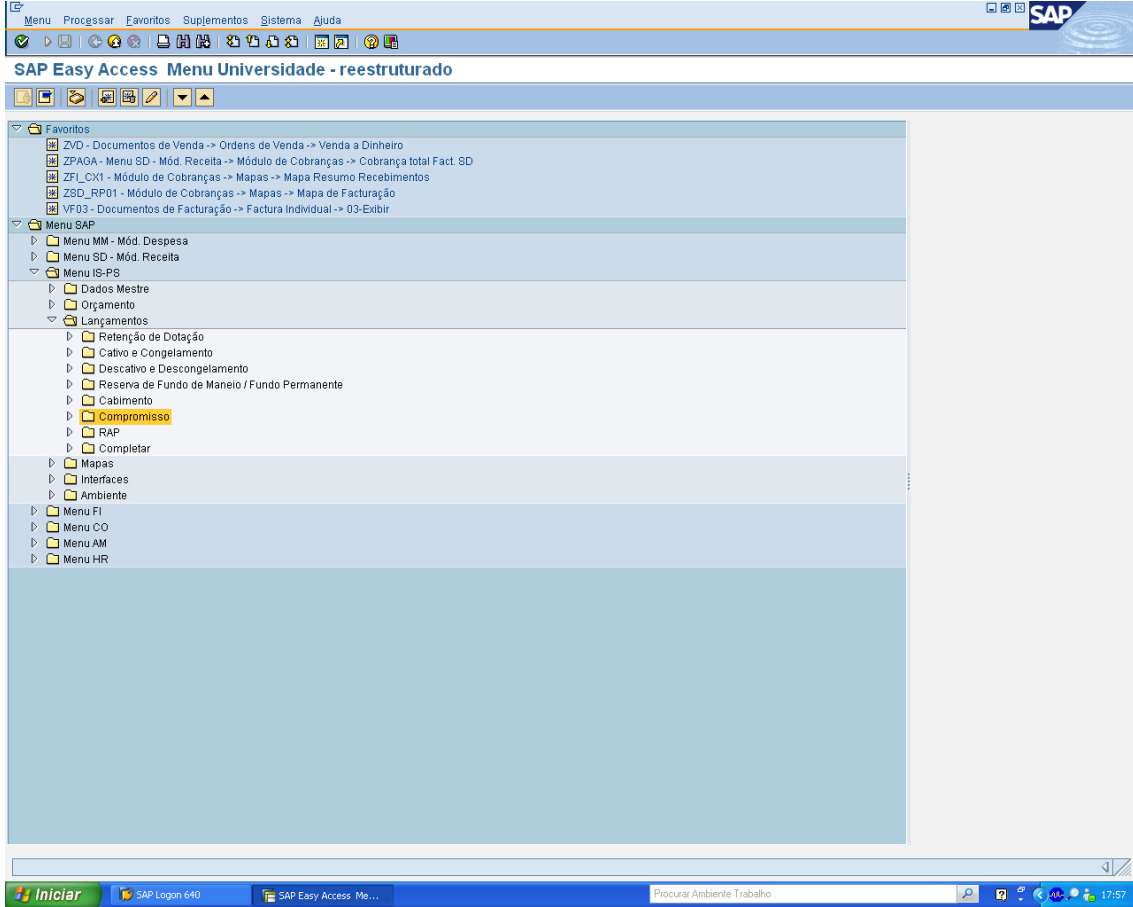 Menu Processar Favoritos Suplementos Sistema Ajuda
SAP
SAP Easy Access Menu Universidade - reestruturado
Favoritos
ZVD - Documentos de Venda -> Ordens de Venda -> Venda a Dinheiro
ZPAGA - Menu SD - Mód. Receita -> Módulo de Cobranças -> Cobrança total Fact. SD
ZFI_CX1 - Módulo de Cobranças -> Mapas -> Mapa Resumo Recebimentos
ZSD_RP01 - Módulo de Cobranças -> Mapas -> Mapa de Facturação
VF03 - Documentos de Facturação -> Factura Individual -> 03-Exibir
Menu SAP
Menu MM - Mód. Despesa
Menu SD - Mód. Receita
Menu IS-PS
Dados Mestre
Orçamento
Lançamentos
Retenção de Dotação
Cativo e Congelamento
Descativo e Descongelamento
Reserva de Fundo de Maneio / Fundo Permanente
Cabimento
Compromisso
RAP
Completar
Mapas
Interfaces
Ambiente
Menu FI
Menu CO
Menu AM
Menu HR
Iniciar
SAP Logon 640
SAP Easy Access Me...
Procurar Ambiente Trabalho
17:57